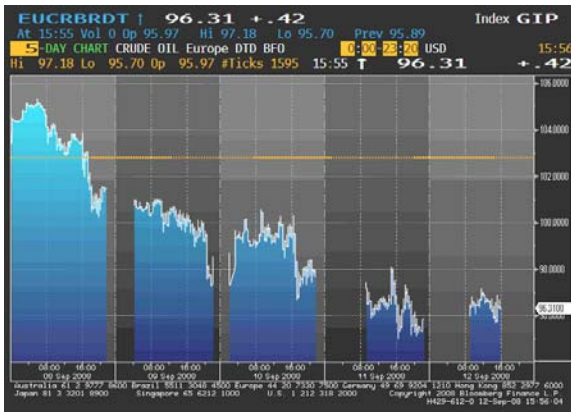 EUCRBRDT ↑ 96.31 +.42 Index GIP
At 15:55 Vol 0 Op 95.97 Hi 97.18 Lo 95.70 Prev 95.89
5-DAY CHART CRUDE OIL Europe DTD BFO 0:00-23:20 USD 15:56
Hi 97.18 Lo 95.70 Op 95.97 #Ticks 1595 15:55 ↑ 96.31 +.42
106.0000
104.0000
102.0000
100.0000
98.0000
96.3100
08:00 16:00 08:00 16:00 08:00 16:00 08:00 16:00 08:00 16:00
09 Sep 2008 10 Sep 2008 11 Sep 2008 12 Sep 2008
Australia 61 2 9777 8600 Brazil 5511 3048 4500 Europe 44 20 7330 7500 Germany 49 69 9204 1210 Hong Kong 852 2977 6000
Japan 81 3 3201 8900 Singapore 65 6212 1000 U.S. 1 212 318 2000 Copyright 2008 Bloomberg Finance L.P.
H429-612-0 12-Sep-08 15:56:04